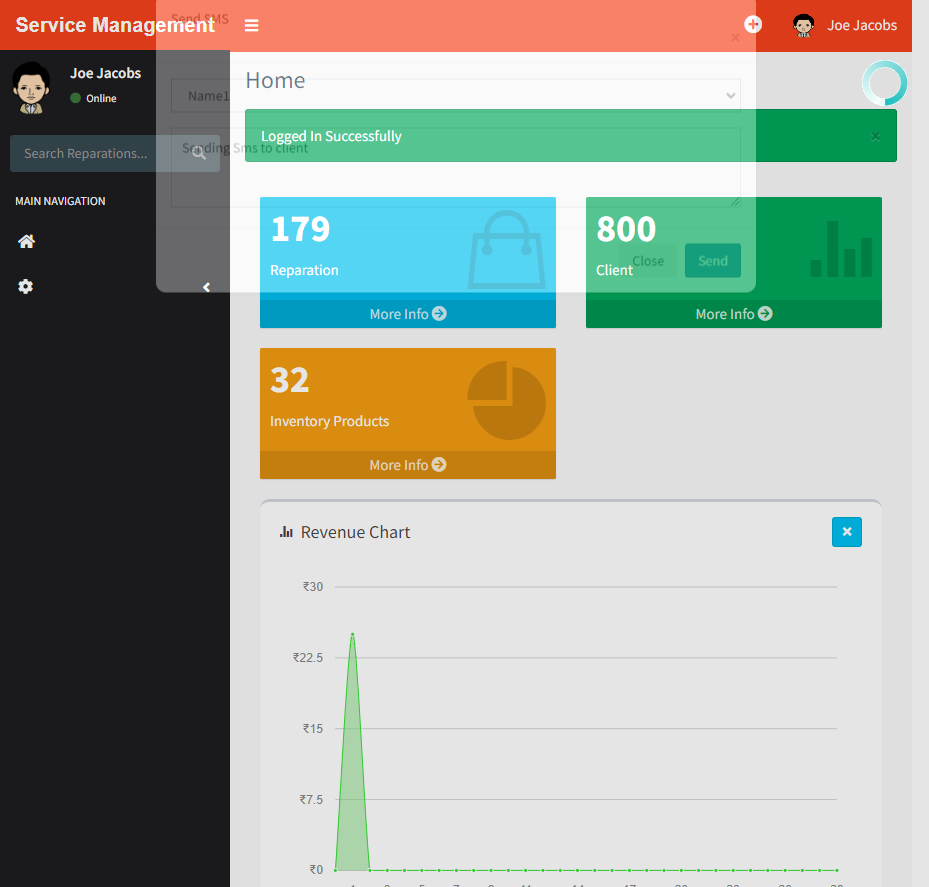 Service Management
Send SMS
Joe Jacobs
Joe Jacobs
Online
Home
Name1
Logged In Successfully
Sending Sms to client
Search Reparations...
MAIN NAVIGATION
179
Reparation
More Info
800
Client
Close
Send
More Info
32
Inventory Products
More Info
Revenue Chart
₹30
₹22.5
₹15
₹7.5
₹0